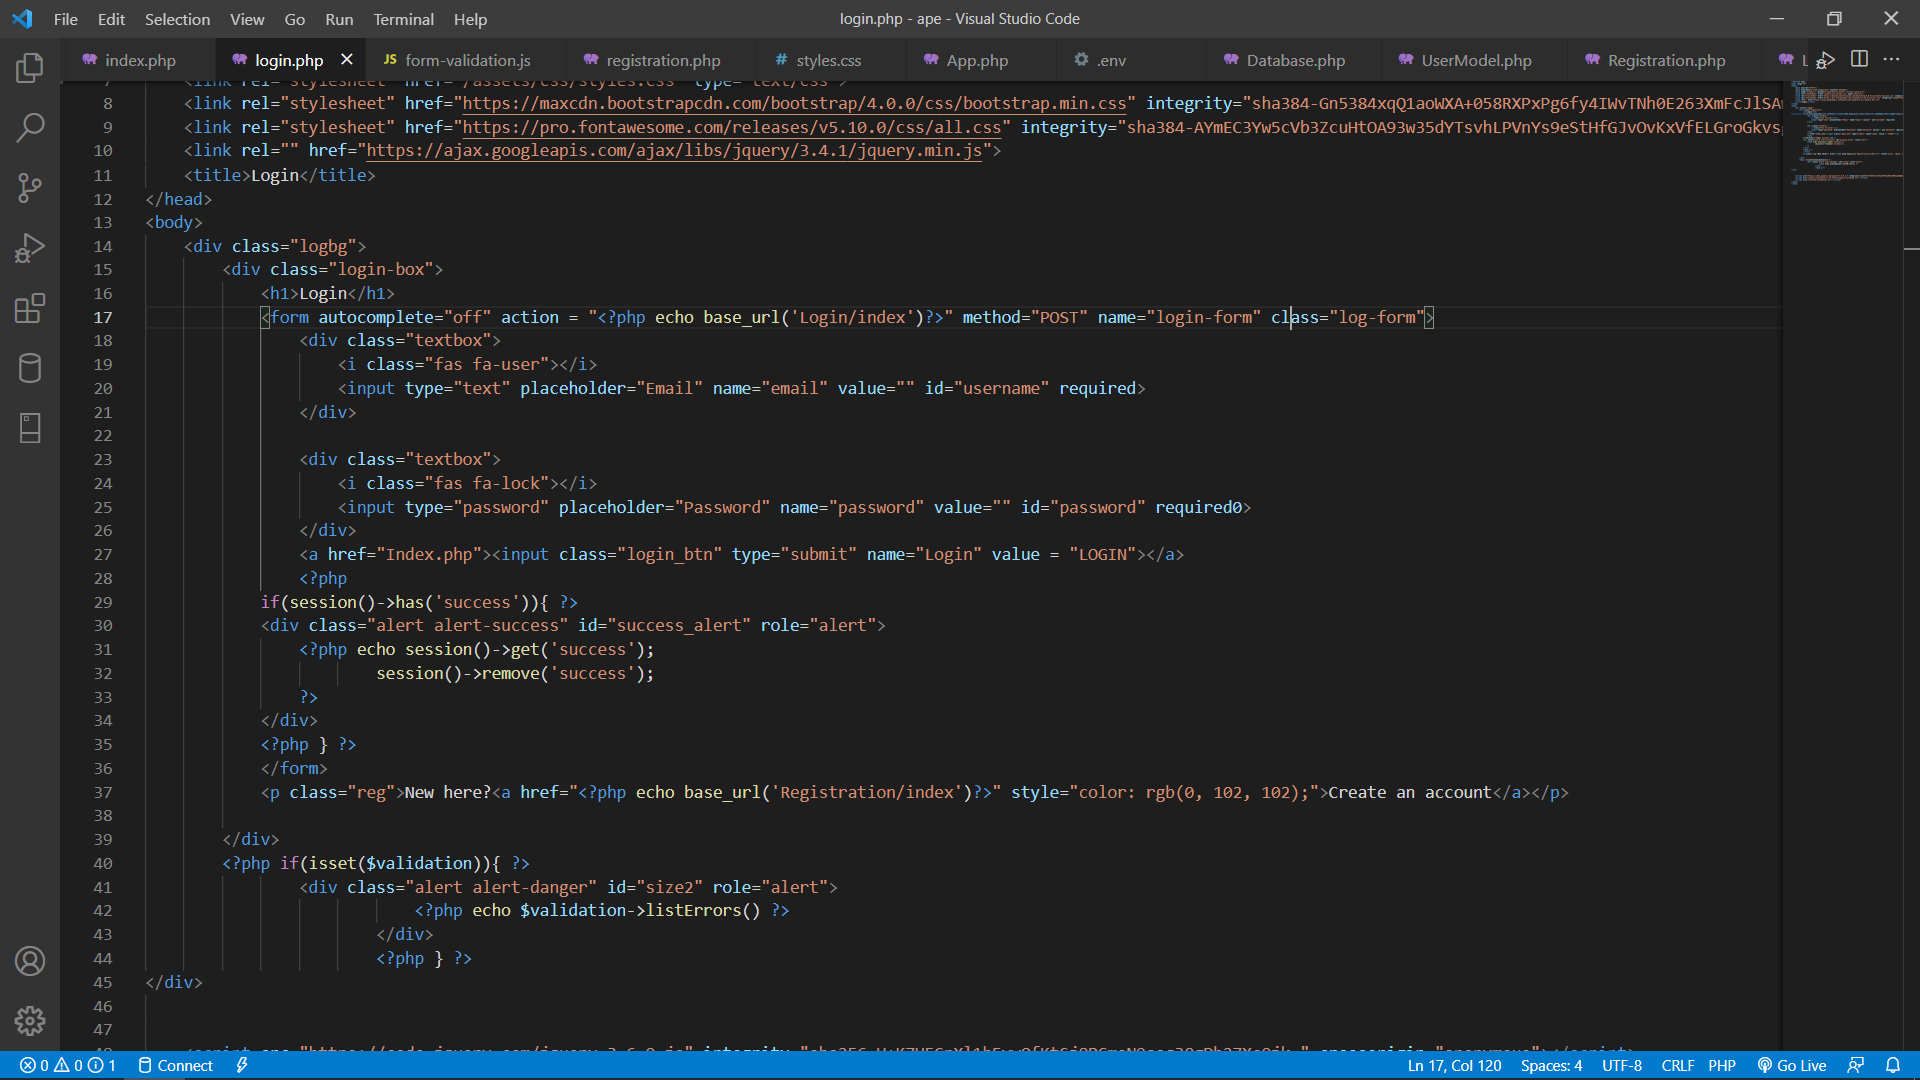 File Edit Selection View Go Run Terminal Help login.php - ape - Visual Studio Code
index.php login.php JS form-validation.js registration.php # styles.css App.php .env Database.php UserModel.php Registration.php L
7 <link rel="stylesheet" href="/assets/css/styles.css" type="text/css">
8 <link rel="stylesheet" href="https://maxcdn.bootstrapcdn.com/bootstrap/4.0.0/css/bootstrap.min.css" integrity="sha384-Gn5384xqQ1aoWXA+058RXPxPg6fy4IWvTNh0E263XmFcJlSA
9 <link rel="stylesheet" href="https://pro.fontawesome.com/releases/v5.10.0/css/all.css" integrity="sha384-AYmEC3Yw5cVb3ZcuHtOA93w35dYTsvhLPVnYs9eStHfGJvOvKxVfELGroGkvs
10 <link rel="" href="https://ajax.googleapis.com/ajax/libs/jquery/3.4.1/jquery.min.js">
11 <title>Login</title>
12 </head>
13 <body>
14 <div class="logbg">
15 <div class="login-box">
16 <h1>Login</h1>
17 <form autocomplete="off" action = "<?php echo base_url('Login/index')?>" method="POST" name="login-form" class="log-form">
18 <div class="textbox">
19 <i class="fas fa-user"></i>
20 <input type="text" placeholder="Email" name="email" value="" id="username" required>
21 </div>
22
23 <div class="textbox">
24 <i class="fas fa-lock"></i>
25 <input type="password" placeholder="Password" name="password" value="" id="password" required0>
26 </div>
27 <a href="Index.php"><input class="login_btn" type="submit" name="Login" value = "LOGIN"></a>
28 <?php
29 if(session()->has('success')){ ?>
30 <div class="alert alert-success" id="success_alert" role="alert">
31 <?php echo session()->get('success');
32 session()->remove('success');
33 ?>
34 </div>
35 <?php } ?>
36 </form>
37 <p class="reg">New here?<a href="<?php echo base_url('Registration/index')?>" style="color: rgb(0, 102, 102);">Create an account</a></p>
38
39 </div>
40 <?php if(isset($validation)){ ?>
41 <div class="alert alert-danger" id="size2" role="alert">
42 <?php echo $validation->listErrors() ?>
43 </div>
44 <?php } ?>
45 </div>
46
47
0 0 1 Connect Ln 17, Col 120 Spaces: 4 UTF-8 CRLF PHP Go Live